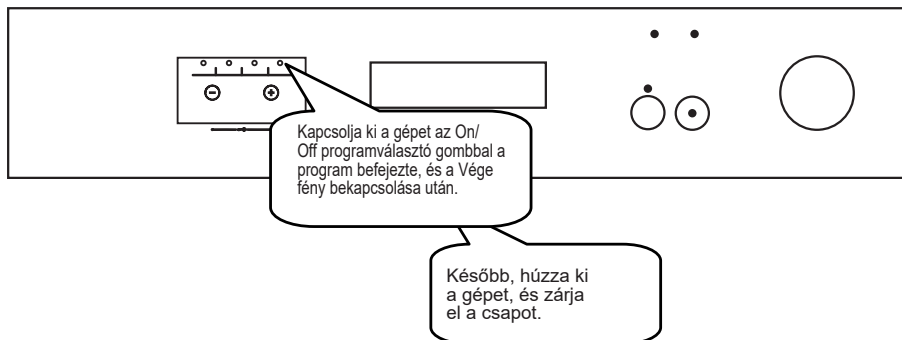 Kapcsolja ki a gépet az On/
Off programválasztó gombbal a
program befejezte, és a Vége
fény bekapcsolása után.
Később, húzza ki
a gépet, és zárja
el a csapot.